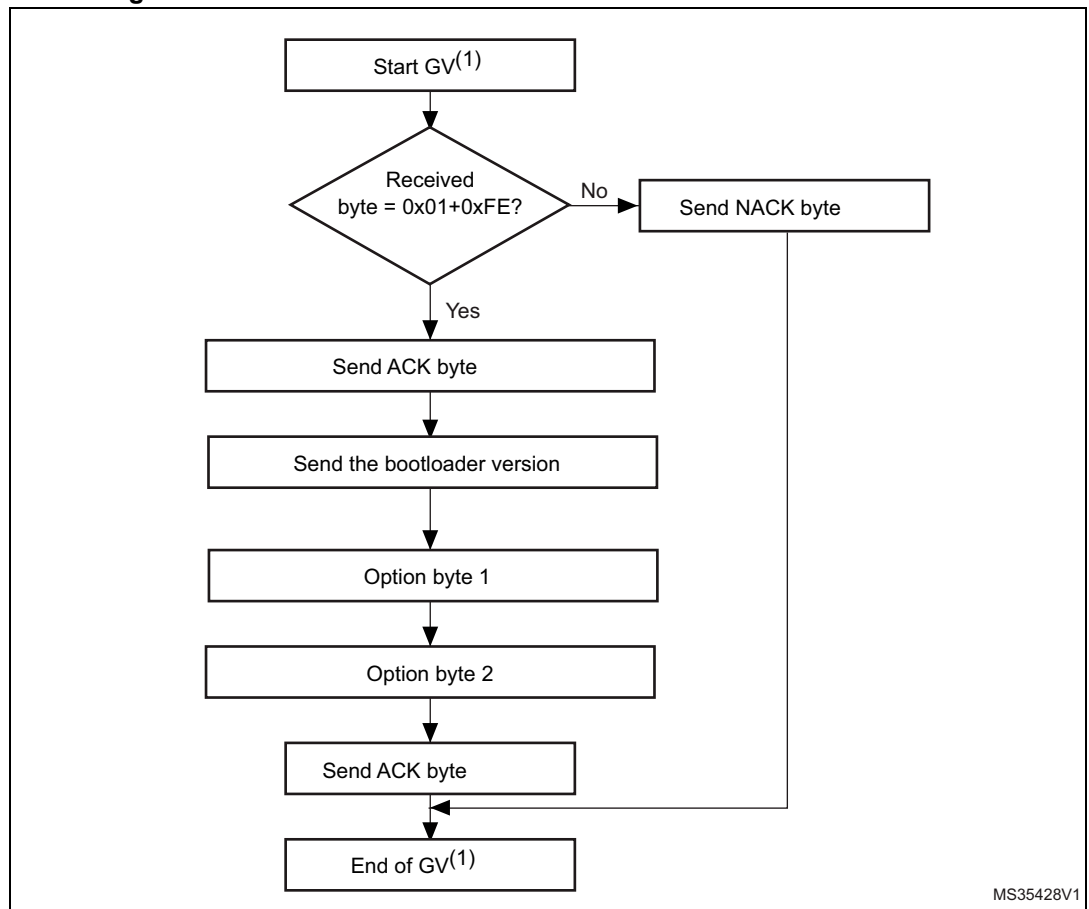 Start GV(1)
Received
byte = 0x01+0xFE?
No
Send NACK byte
Yes
Send ACK byte
Send the bootloader version
Option byte 1
Option byte 2
Send ACK byte
End of GV(1)
MS35428V1